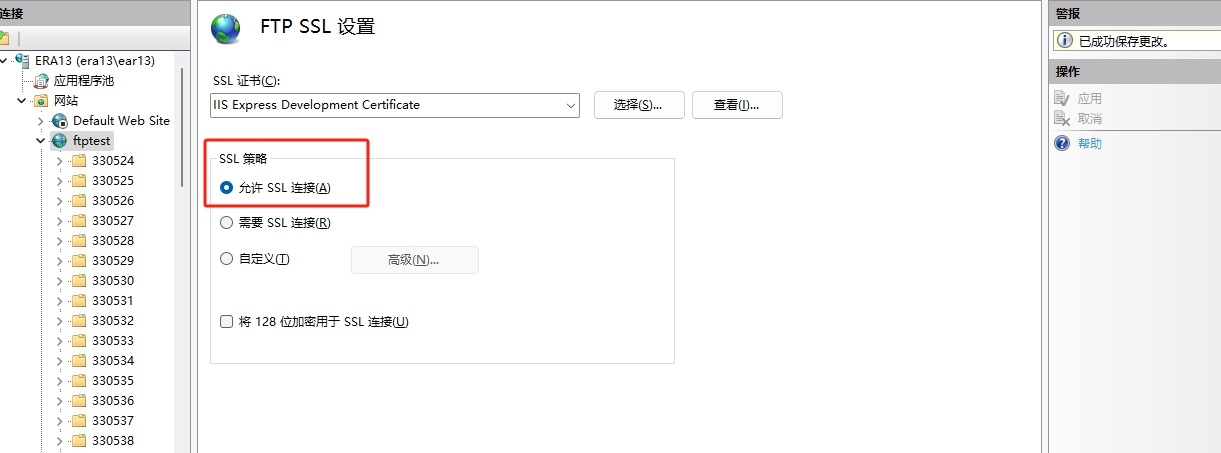 连接
ERA13 (era13\ear13)
应用程序池
网站
Default Web Site
ftptest
330524
330525
330526
330527
330528
330529
330530
330531
330532
330533
330534
330535
330536
330537
330538
FTP SSL 设置
SSL 证书(C):
IIS Express Development Certificate
选择(S)...
查看(I)...
SSL 策略
允许 SSL 连接(A)
需要 SSL 连接(R)
自定义(T)
高级(N)...
将 128 位加密用于 SSL 连接(U)
警报
已成功保存更改。
操作
应用
取消
帮助